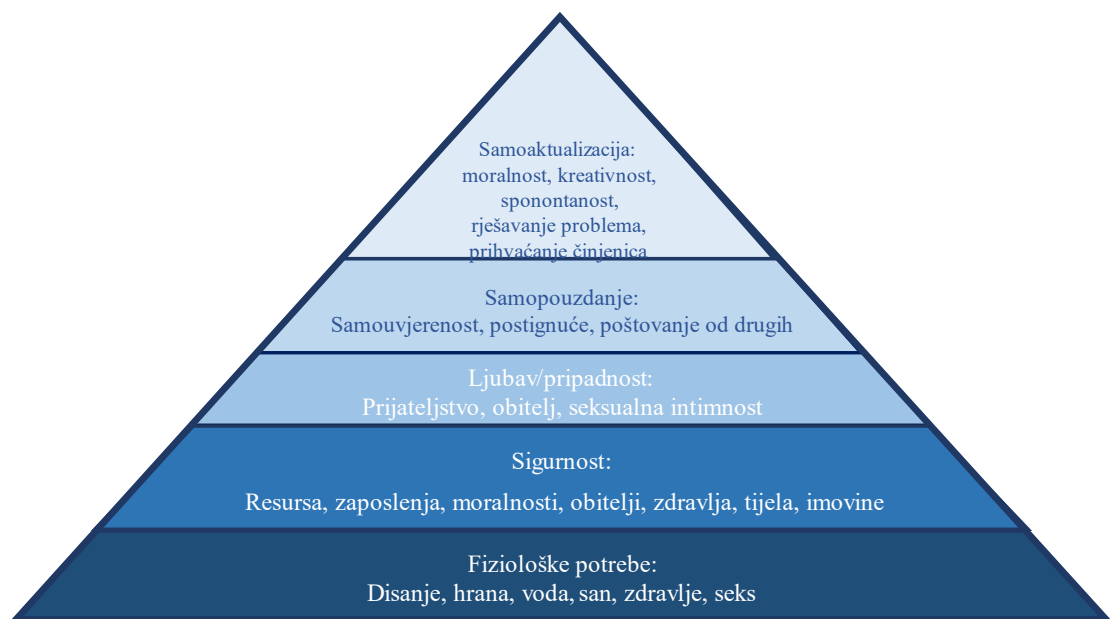 Samoaktualizacija:
moralnost, kreativnost,
sponontanost,
rješavanje problema,
prihvaćanje činjenica
Samopouzdanje:
Samouvjerenost, postignuće, poštovanje od drugih
Ljubav/pripadnost:
Prijateljstvo, obitelj, seksualna intimnost
Sigurnost:
Resursa, zaposlenja, moralnosti, obitelji, zdravlja, tijela, imovine
Fiziološke potrebe:
Disanje, hrana, voda, san, zdravlje, seks